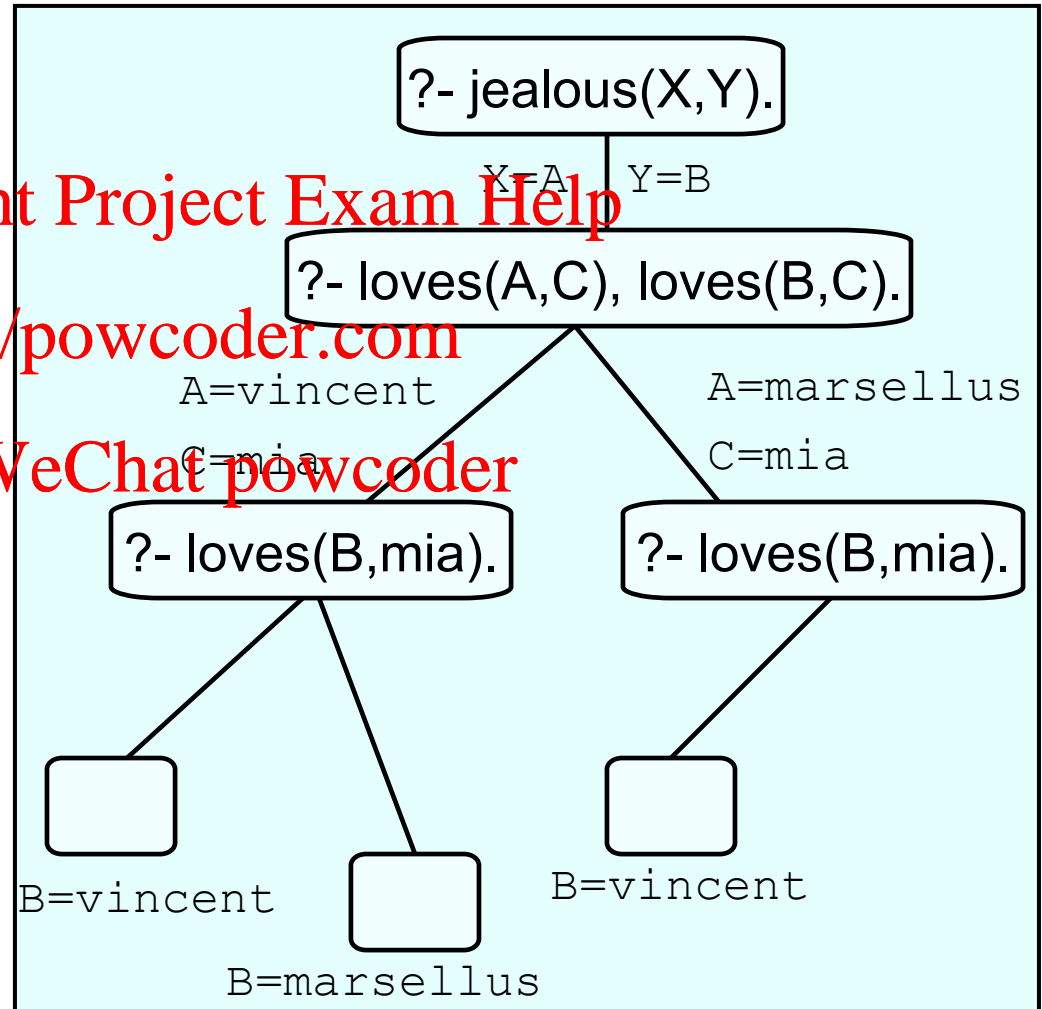 ?- jealous(X,Y).
X=A Y=B
nt Project Exam Help
?- loves(A,C), loves(B,C).
/powcoder.com
A=vincent
A=marsellus
C=mia
C=mia
WeChat powcoder
?- loves(B,mia).
?- loves(B,mia).
B=vincent
B=vincent
B=marsellus